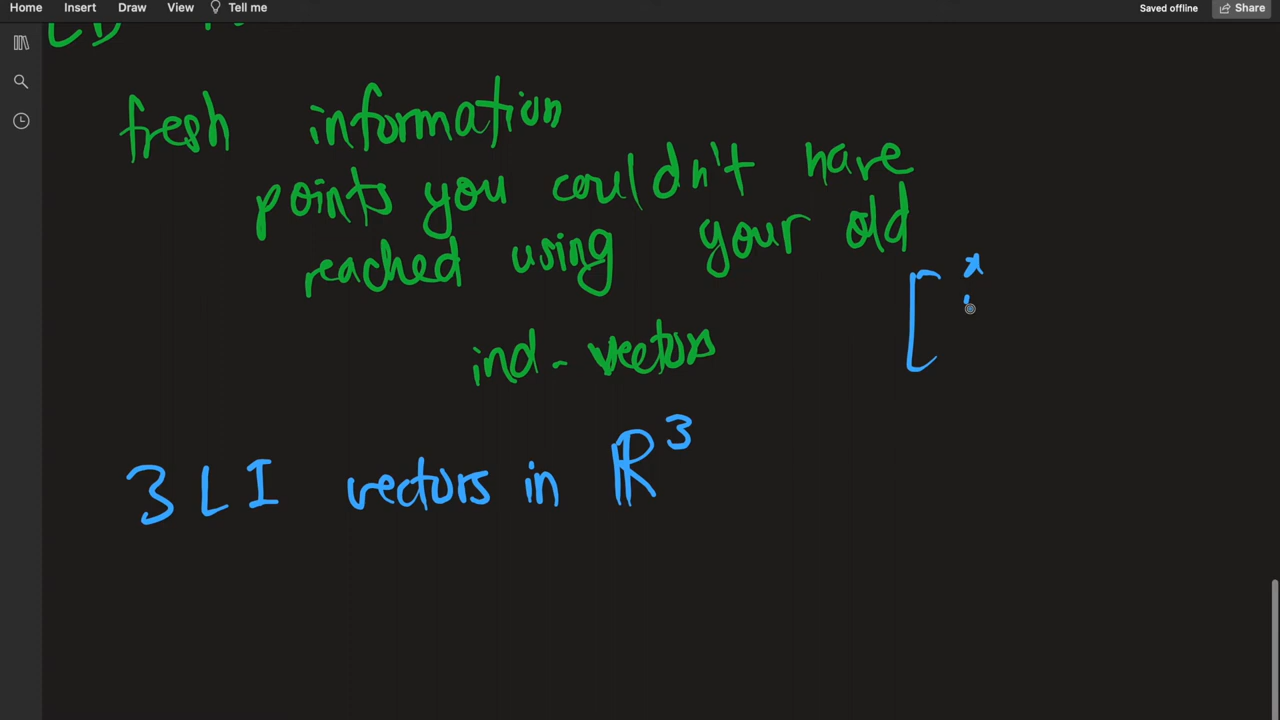 Home Insert Draw View Tell me Saved offline Share
fresh information
points you couldn't have
reached using your old
ind-vectors
[ x
3 LI vectors in ℝ³